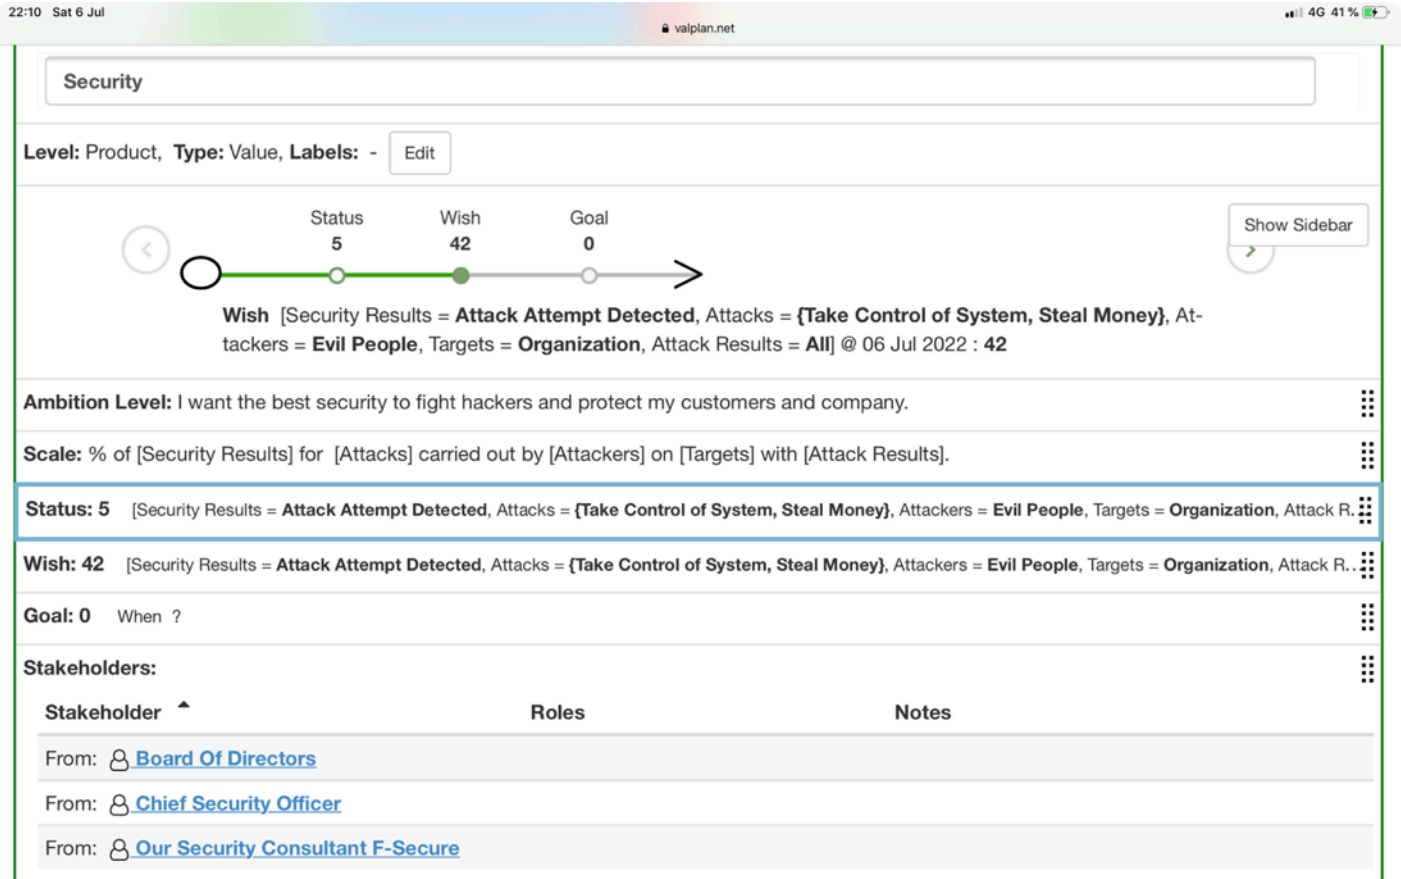 22:10 Sat 6 Jul
4G 41 %
valplan.net
Security
Level: Product, Type: Value, Labels: - Edit
Status Wish Goal
5 42 0
Show Sidebar
Wish [Security Results = Attack Attempt Detected, Attacks = {Take Control of System, Steal Money}, At-
tackers = Evil People, Targets = Organization, Attack Results = All] @ 06 Jul 2022 : 42
Ambition Level: I want the best security to fight hackers and protect my customers and company.
Scale: % of [Security Results] for [Attacks] carried out by [Attackers] on [Targets] with [Attack Results].
Status: 5 [Security Results = Attack Attempt Detected, Attacks = {Take Control of System, Steal Money}, Attackers = Evil People, Targets = Organization, Attack R...
Wish: 42 [Security Results = Attack Attempt Detected, Attacks = {Take Control of System, Steal Money}, Attackers = Evil People, Targets = Organization, Attack R...
Goal: 0 When ?
Stakeholders:
Stakeholder Roles Notes
From: Board Of Directors
From: Chief Security Officer
From: Our Security Consultant F-Secure